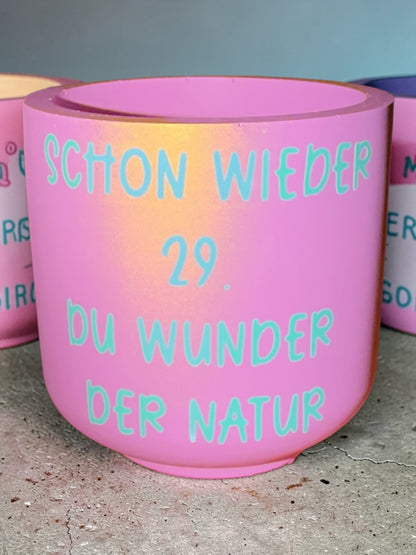 SCHON WIEDER
29.
DU WUNDER
DER NATUR